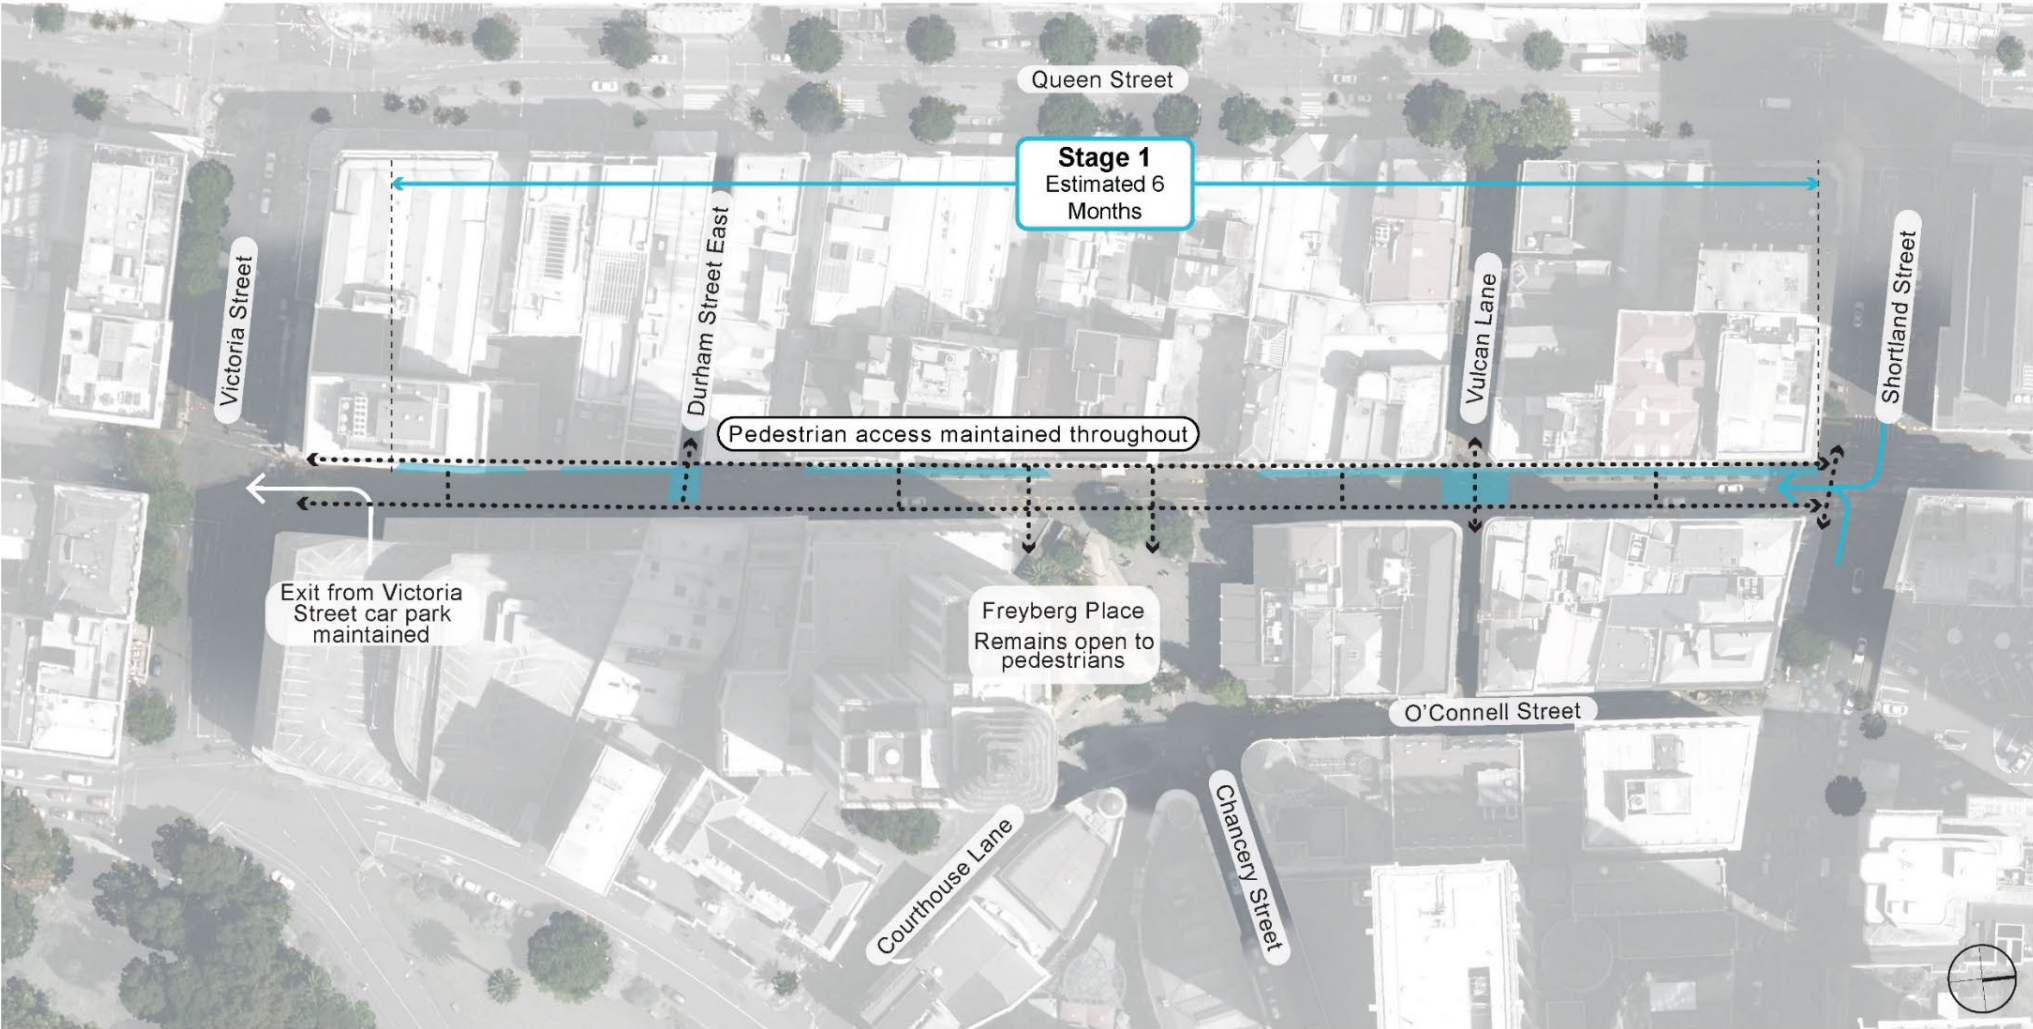 Queen Street
Stage 1
Estimated 6
Months
Victoria Street
Durham Street East
Vulcan Lane
Shortland Street
Pedestrian access maintained throughout
Exit from Victoria
Street car park
maintained
Freyberg Place
Remains open to
pedestrians
O'Connell Street
Courthouse Lane
Chancery Street